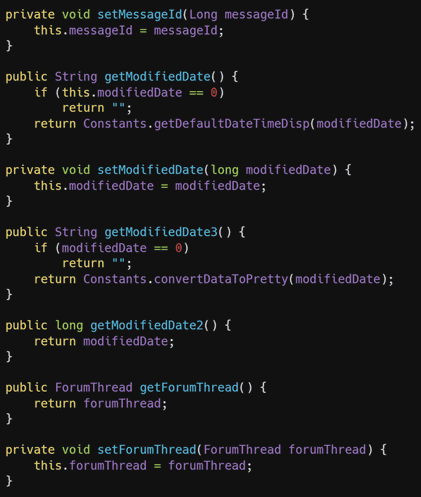 private void setMessageId(Long messageId) {
    this.messageId = messageId;
}

public String getModifiedDate() {
    if (this.modifiedDate == 0)
        return "";
    return Constants.getDefaultDateTimeDisp(modifiedDate);
}

private void setModifiedDate(long modifiedDate) {
    this.modifiedDate = modifiedDate;
}

public String getModifiedDate3() {
    if (modifiedDate == 0)
        return "";
    return Constants.convertDataToPretty(modifiedDate);
}

public long getModifiedDate2() {
    return modifiedDate;
}

public ForumThread getForumThread() {
    return forumThread;
}

private void setForumThread(ForumThread forumThread) {
    this.forumThread = forumThread;
}